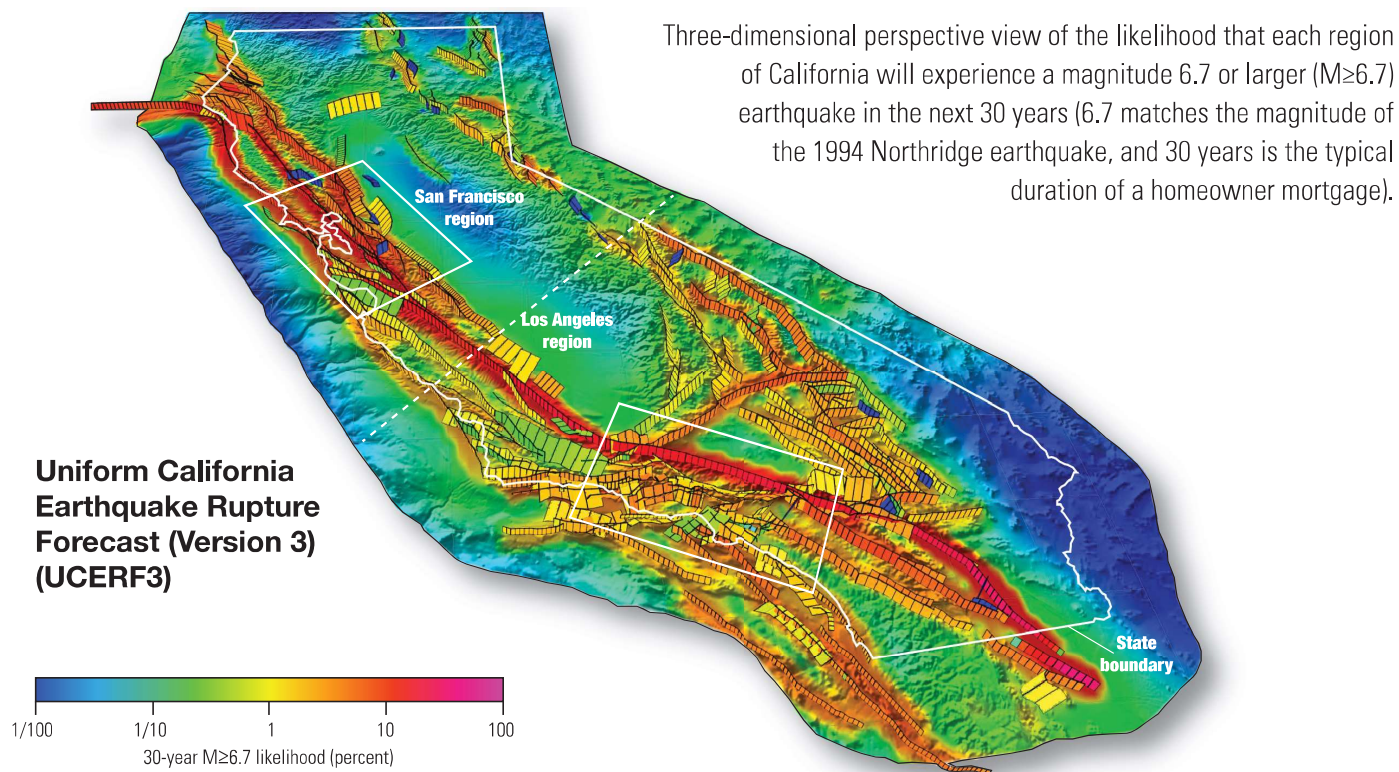 Three-dimensional perspective view of the likelihood that each region
of California will experience a magnitude 6.7 or larger (M≥6.7)
earthquake in the next 30 years (6.7 matches the magnitude of
the 1994 Northridge earthquake, and 30 years is the typical
duration of a homeowner mortgage).
San Francisco
region
Los Angeles
region
Uniform California
Earthquake Rupture
Forecast (Version 3)
(UCERF3)
State
boundary
1/100 1/10 1 10 100
30-year M≥6.7 likelihood (percent)